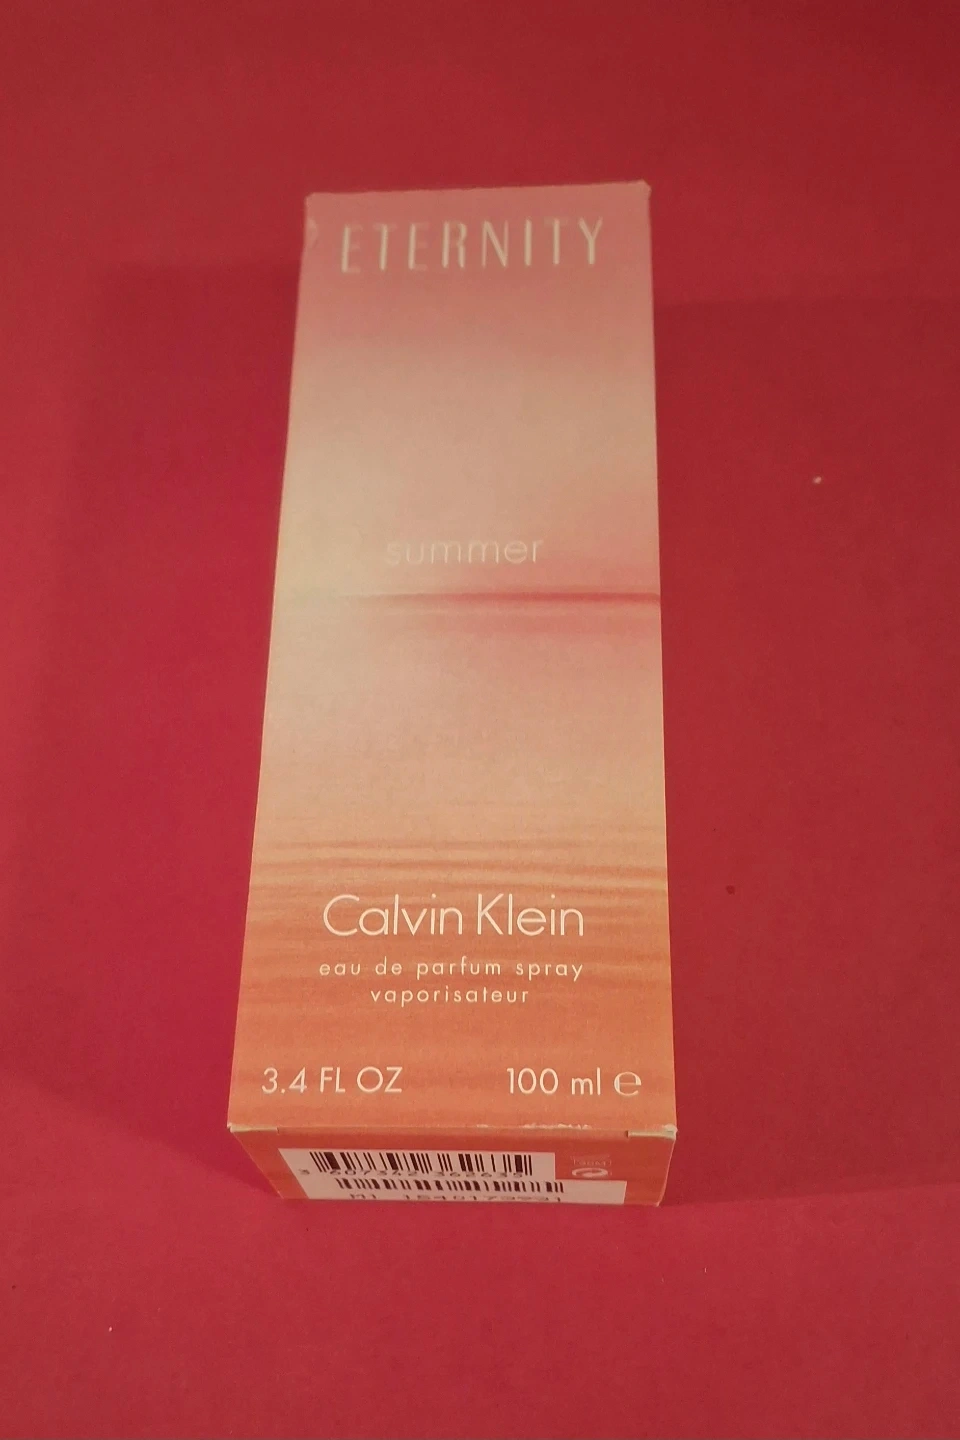 ETERNITY
summer
Calvin Klein
eau de parfum spray
vaporisateur
3.4 FL OZ 100 ml ℮